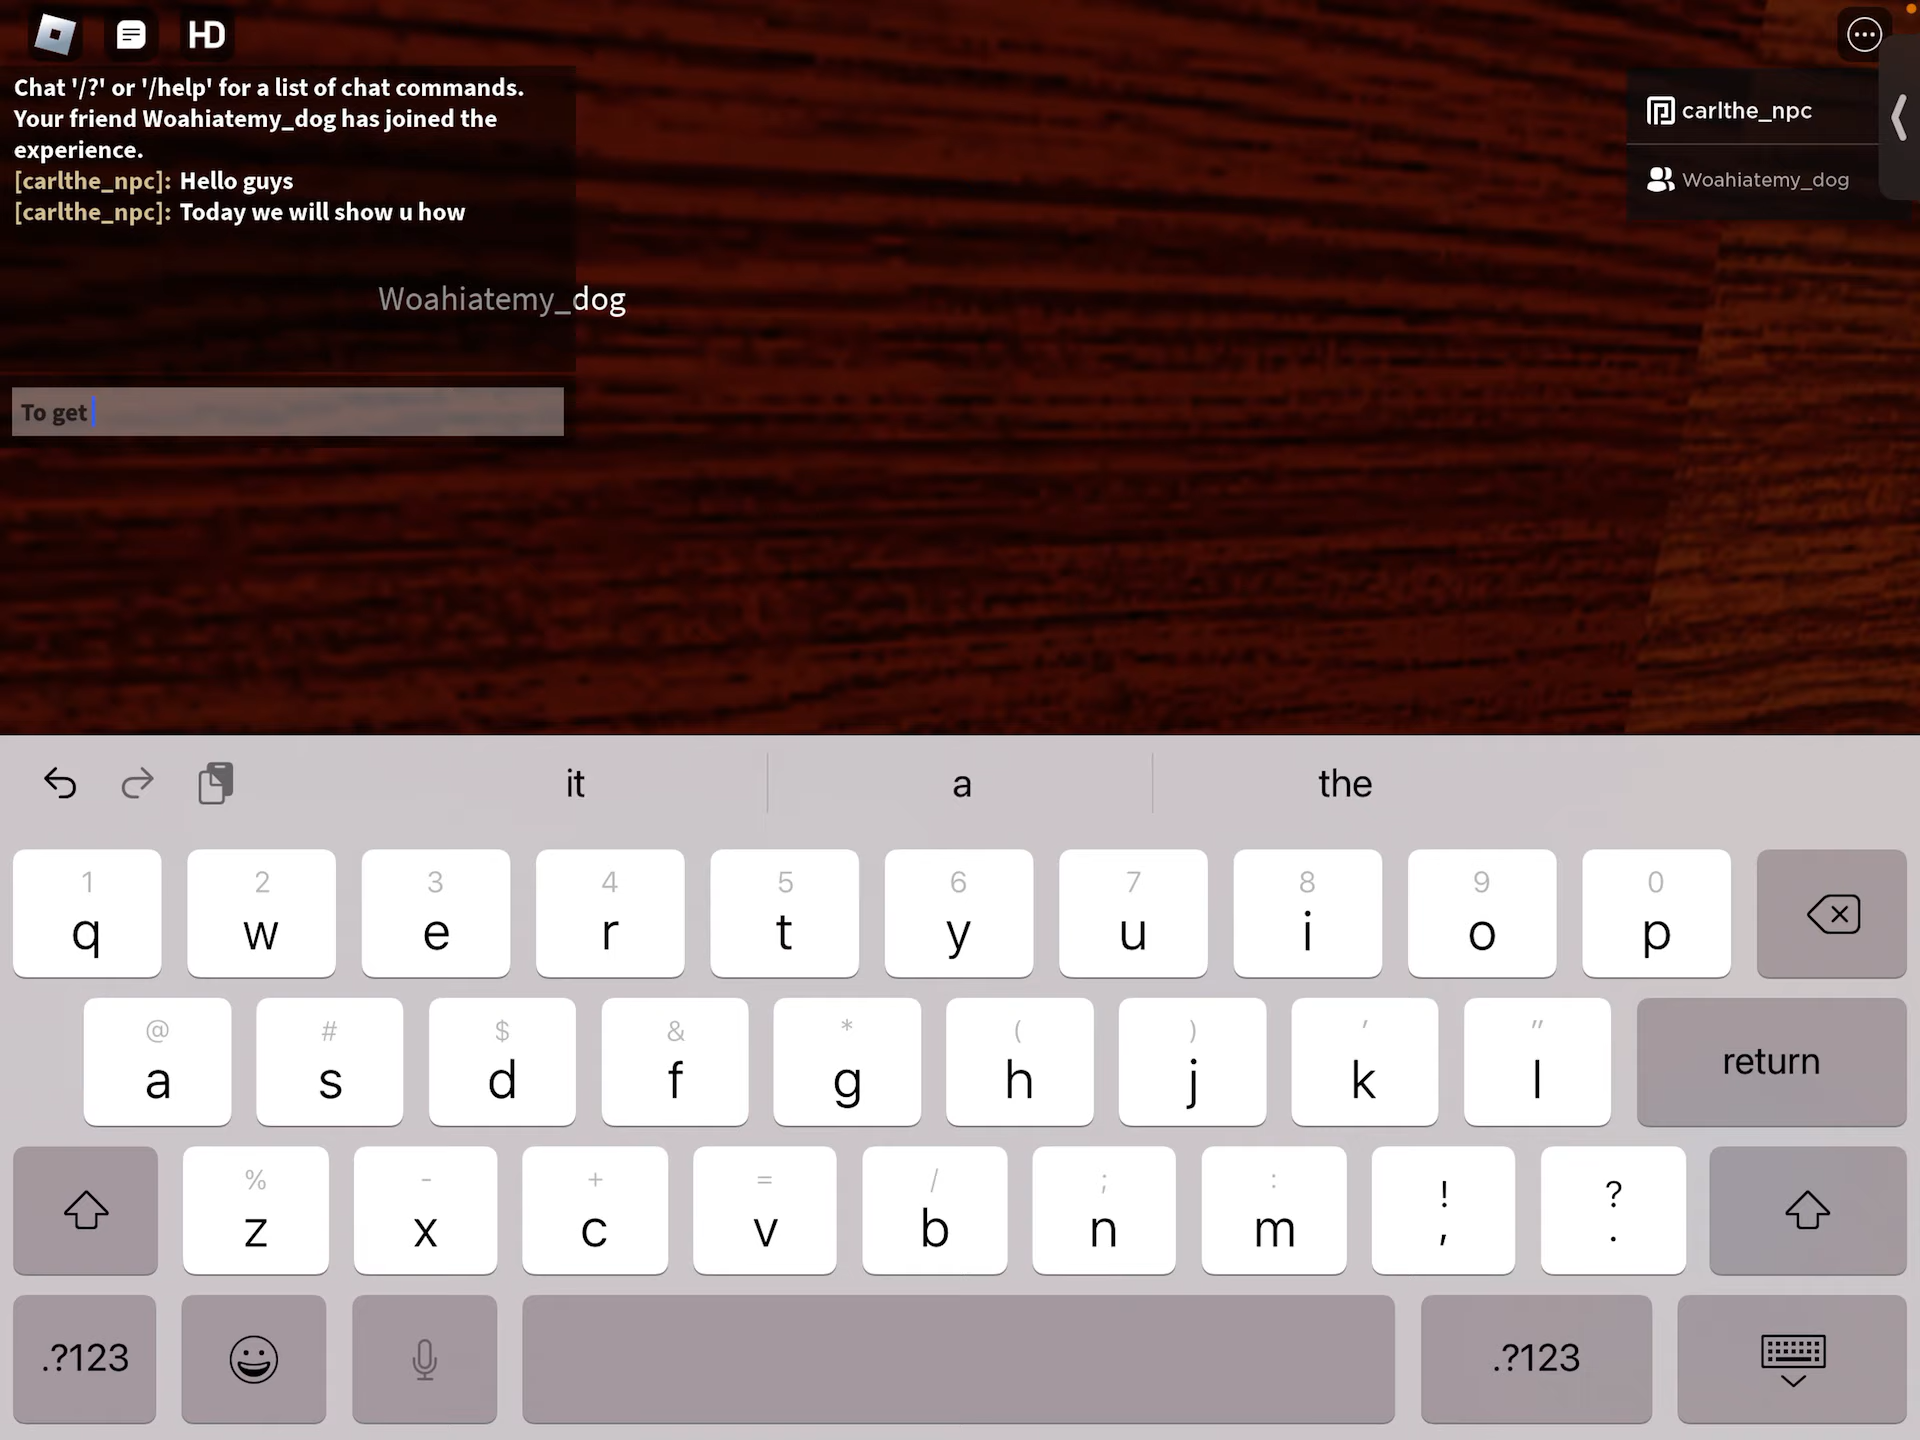 HD
Chat '/?' or '/help' for a list of chat commands.
Your friend Woahiatemy_dog has joined the
experience.
[carlthe_npc]: Hello guys
[carlthe_npc]: Today we will show u how
carlthe_npc
Woahiatemy_dog
Woahiatemy_dog
To get
it a the
1 2 3 4 5 6 7 8 9 0
q w e r t y u i o p
@ # $ & * ( ) ' "
a s d f g h j k l return
% - + = / ; : ! ?
z x c v b n m , .
.?123 .?123